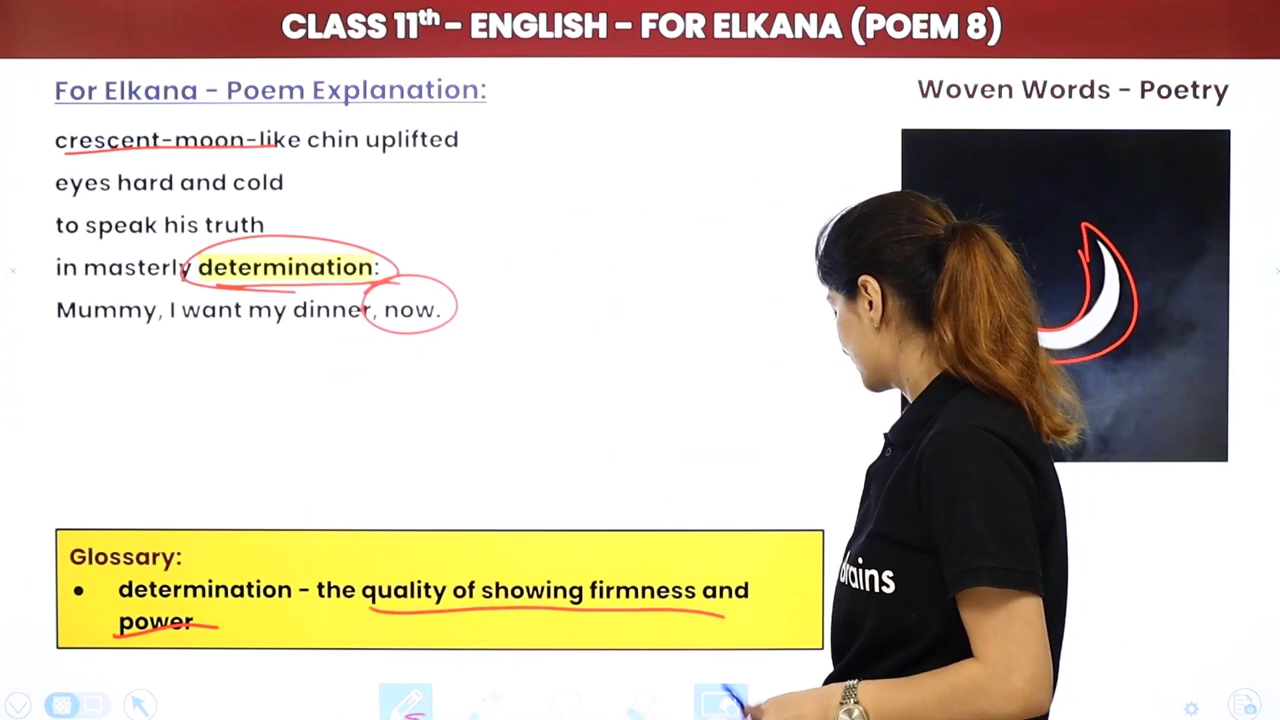 CLASS 11th – ENGLISH – FOR ELKANA (POEM 8)
For Elkana – Poem Explanation:
Woven Words – Poetry
crescent-moon-like chin uplifted
eyes hard and cold
to speak his truth
in masterly determination:
Mummy, I want my dinner, now.
Glossary:
● determination – the quality of showing firmness and
power